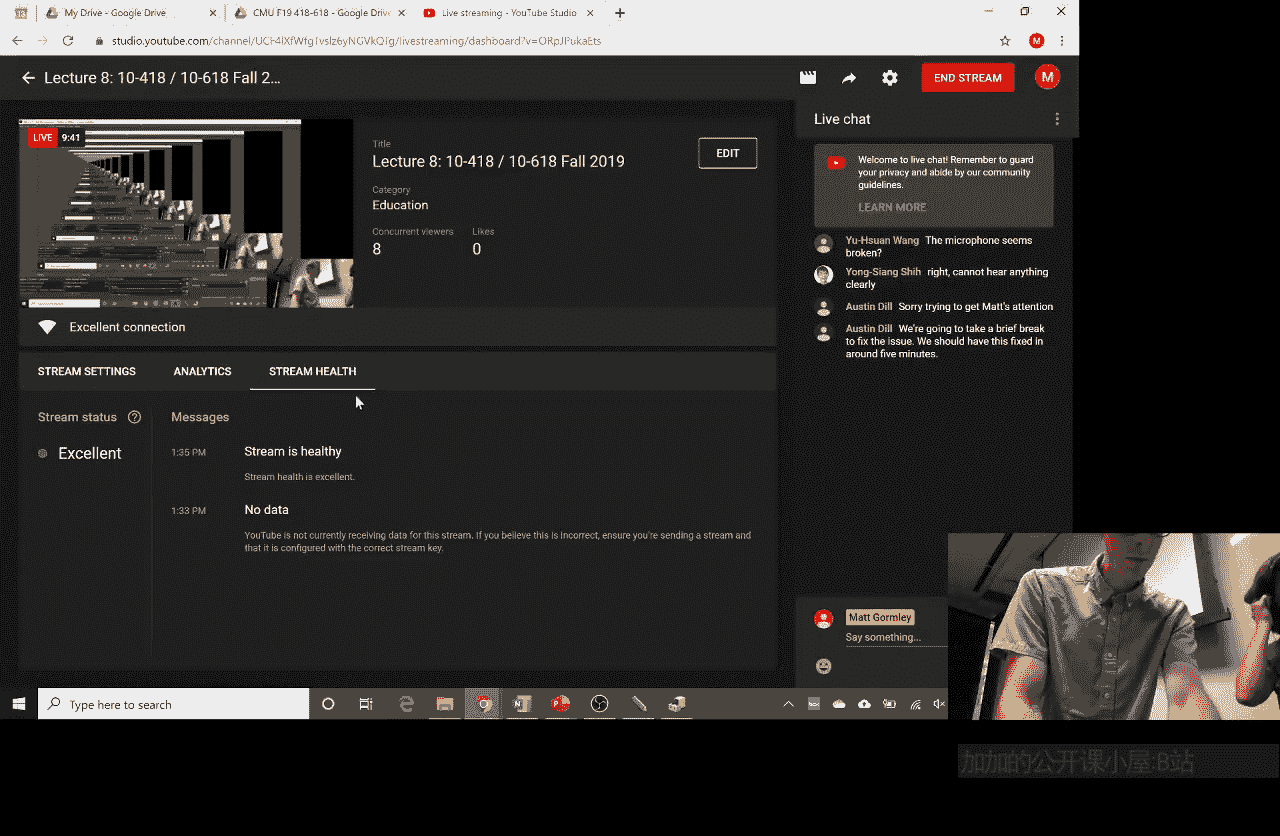 My Drive - Google Drive
CMU F19 418-618 - Google Driv
Live streaming - YouTube Studio
Lecture 8: 10-418 / 10-618 Fall 2...
END STREAM
M
Live chat
LIVE 9:41
Title
Lecture 8: 10-418 / 10-618 Fall 2019
EDIT
Category
Education
Concurrent viewers
Likes
8
0
Excellent connection
Welcome to live chat! Remember to guard
your privacy and abide by our community
guidelines.
LEARN MORE
Yu-Hsuan Wang The microphone seems
broken?
Yong-Siang Shih right, cannot hear anything
clearly
Austin Dill Sorry trying to get Matt's attention
Austin Dill We're going to take a brief break
to fix the issue. We should have this fixed in
around five minutes.
STREAM SETTINGS
ANALYTICS
STREAM HEALTH
Stream status
Messages
Excellent
1:35 PM
Stream is healthy
Stream health is excellent.
1:33 PM
No data
YouTube is not currently receiving data for this stream. If you believe this is incorrect, ensure you're sending a stream and
that it is configured with the correct stream key.
Matt Gormley
Say something...
Type here to search
加加的公开课小屋:B站